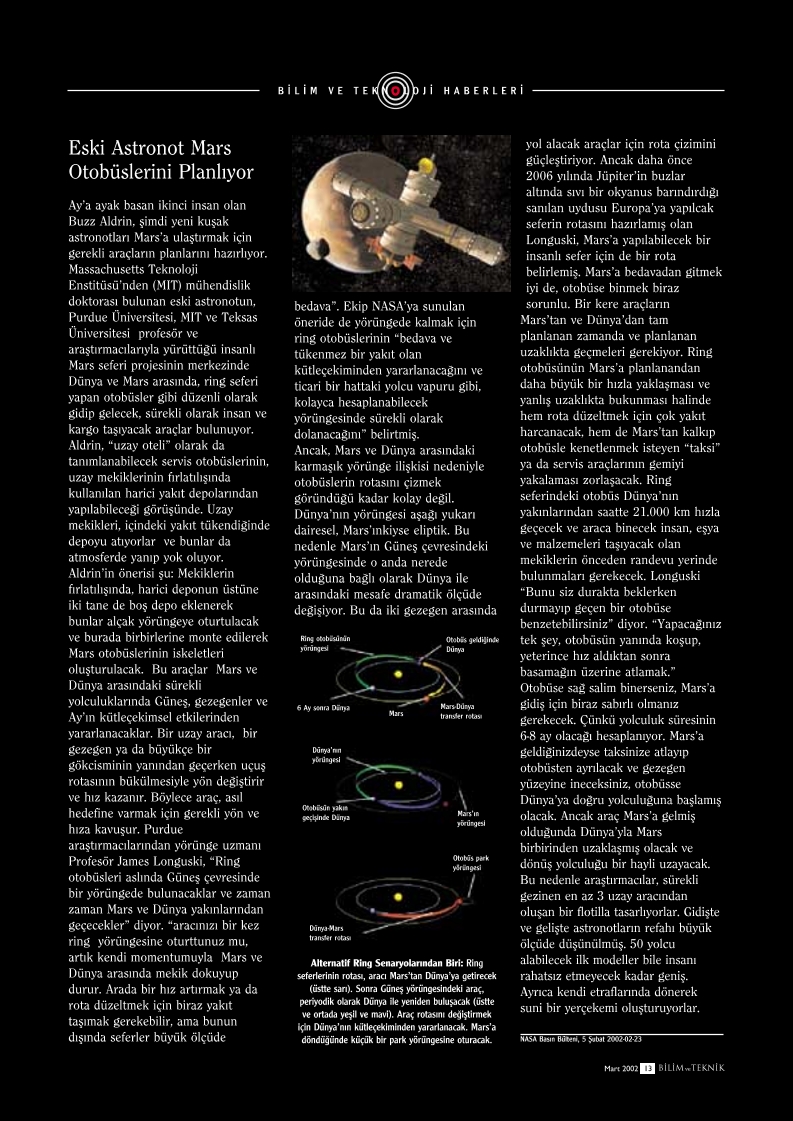 BİLİM VE TEKNOLOJİ HABERLERİ
Eski Astronot Mars
Otobüslerini Planlıyor
Ay'a ayak basan ikinci insan olan
Buzz Aldrin, şimdi yeni kuşak
astronotları Mars'a ulaştırmak için
gerekli araçların planlarını hazırlıyor.
Massachusetts Teknoloji
Enstitüsü'nden (MIT) mühendislik
doktorası bulunan eski astronotun,
Purdue Üniversitesi, MIT ve Teksas
Üniversitesi profesör ve
araştırmacılarıyla yürüttüğü insanlı
Mars seferi projesinin merkezinde
Dünya ve Mars arasında, ring seferi
yapan otobüsler gibi düzenli olarak
gidip gelecek, sürekli olarak insan ve
kargo taşıyacak araçlar bulunuyor.
Aldrin, “uzay oteli” olarak da
tanımlanabilecek servis otobüslerinin,
uzay mekiklerinin fırlatılışında
kullanılan harici yakıt depolarından
yapılabileceği görüşünde. Uzay
mekikleri, içindeki yakıt tükendiğinde
depoyu atıyorlar ve bunlar da
atmosferde yanıp yok oluyor.
Aldrin'in önerisi şu: Mekiklerin
fırlatılışında, harici deponun üstüne
iki tane de boş depo eklenerek
bunlar alçak yörüngeye oturtulacak
ve burada birbirlerine monte edilerek
Mars otobüslerinin iskeletleri
oluşturulacak. Bu araçlar Mars ve
Dünya arasındaki sürekli
yolculuklarında Güneş, gezegenler ve
Ay'ın kütleçekimsel etkilerinden
yararlanacaklar. Bir uzay aracı, bir
gezegen ya da büyükçe bir
gökcisminin yanından geçerken uçuş
rotasının bükülmesiyle yön değiştirir
ve hız kazanır. Böylece araç, asıl
hedefine varmak için gerekli yön ve
hıza kavuşur. Purdue
araştırmacılarından yörünge uzmanı
Profesör James Longuski, “Ring
otobüsleri aslında Güneş çevresinde
bir yörüngede bulunacaklar ve zaman
zaman Mars ve Dünya yakınlarından
geçecekler” diyor. “aracınızı bir kez
ring yörüngesine oturttunuz mu,
artık kendi momentumuyla Mars ve
Dünya arasında mekik dokuyup
durur. Arada bir hız artırmak ya da
rota düzeltmek için biraz yakıt
taşımak gerekebilir, ama bunun
dışında seferler büyük ölçüde
bedava”. Ekip NASA'ya sunulan
öneride de yörüngede kalmak için
ring otobüslerinin “bedava ve
tükenmez bir yakıt olan
kütleçekiminden yararlanacağını ve
ticari bir hattaki yolcu vapuru gibi,
kolayca hesaplanabilecek
yörüngesinde sürekli olarak
dolanacağını” belirtmiş.
Ancak, Mars ve Dünya arasındaki
karmaşık yörünge ilişkisi nedeniyle
otobüslerin rotasını çizmek
göründüğü kadar kolay değil.
Dünya'nın yörüngesi aşağı yukarı
dairesel, Mars'ınkiyse eliptik. Bu
nedenle Mars'ın Güneş çevresindeki
yörüngesinde o anda nerede
olduğuna bağlı olarak Dünya ile
arasındaki mesafe dramatik ölçüde
değişiyor. Bu da iki gezegen arasında
Ring otobüsünün
yörüngesi
Otobüs geldiğinde
Dünya
6 Ay sonra Dünya
Mars
Mars-Dünya
transfer rotası
Dünya'nın
yörüngesi
Otobüsün yakın
geçişinde Dünya
Mars'ın
yörüngesi
Otobüs park
yörüngesi
Dünya-Mars
transfer rotası
Alternatif Ring Senaryolarından Biri: Ring
seferlerinin rotası, aracı Mars'tan Dünya'ya getirecek
(üstte sarı). Sonra Güneş yörüngesindeki araç,
periyodik olarak Dünya ile yeniden buluşacak (üstte
ve ortada yeşil ve mavi). Araç rotasını değiştirmek
için Dünya'nın kütleçekiminden yararlanacak. Mars'a
döndüğünde küçük bir park yörüngesine oturacak.
yol alacak araçlar için rota çizimini
güçleştiriyor. Ancak daha önce
2006 yılında Jüpiter'in buzlar
altında sıvı bir okyanus barındırdığı
sanılan uydusu Europa'ya yapılcak
seferin rotasını hazırlamış olan
Longuski, Mars'a yapılabilecek bir
insanlı sefer için de bir rota
belirlemiş. Mars'a bedavadan gitmek
iyi de, otobüse binmek biraz
sorunlu. Bir kere araçların
Mars'tan ve Dünya'dan tam
planlanan zamanda ve planlanan
uzaklıkta geçmeleri gerekiyor. Ring
otobüsünün Mars'a planlanandan
daha büyük bir hızla yaklaşması ve
yanlış uzaklıkta bukunması halinde
hem rota düzeltmek için çok yakıt
harcanacak, hem de Mars'tan kalkıp
otobüsle kenetlenmek isteyen “taksi”
ya da servis araçlarının gemiyi
yakalaması zorlaşacak. Ring
seferindeki otobüs Dünya'nın
yakınlarından saatte 21.000 km hızla
geçecek ve araca binecek insan, eşya
ve malzemeleri taşıyacak olan
mekiklerin önceden randevu yerinde
bulunmaları gerekecek. Longuski
“Bunu siz durakta beklerken
durmayıp geçen bir otobüse
benzetebilirsiniz” diyor, “Yapacağınız
tek şey, otobüsün yanında koşup,
yeterince hız aldıktan sonra
basamağın üzerine atlamak.”
Otobüse sağ salim binerseniz, Mars'a
gidiş için biraz sabırlı olmanız
gerekecek. Çünkü yolculuk süresinin
6-8 ay olacağı hesaplanıyor. Mars'a
geldiğinizdeyse taksinize atlayıp
otobüsten ayrılacak ve gezegen
yüzeyine ineceksiniz, otobüsse
Dünya'ya doğru yolculuğuna başlamış
olacak. Ancak araç Mars'a gelmiş
olduğunda Dünya'yla Mars
birbirinden uzaklaşmış olacak ve
dönüş yolculuğu bir hayli uzayacak.
Bu nedenle araştırmacılar, sürekli
gezinen en az 3 uzay aracından
oluşan bir flotilla tasarlıyorlar. Gidişte
ve gelişte astronotların refahı büyük
ölçüde düşünülmüş. 50 yolcu
alabilecek ilk modeller bile insanı
rahatsız etmeyecek kadar geniş.
Ayrıca kendi etraflarında dönerek
suni bir yerçekemi oluşturuyorlar.
NASA Basın Bülteni, 5 Şubat 2002-02-23
Mart 2002 13 BİLİM ve TEKNİK